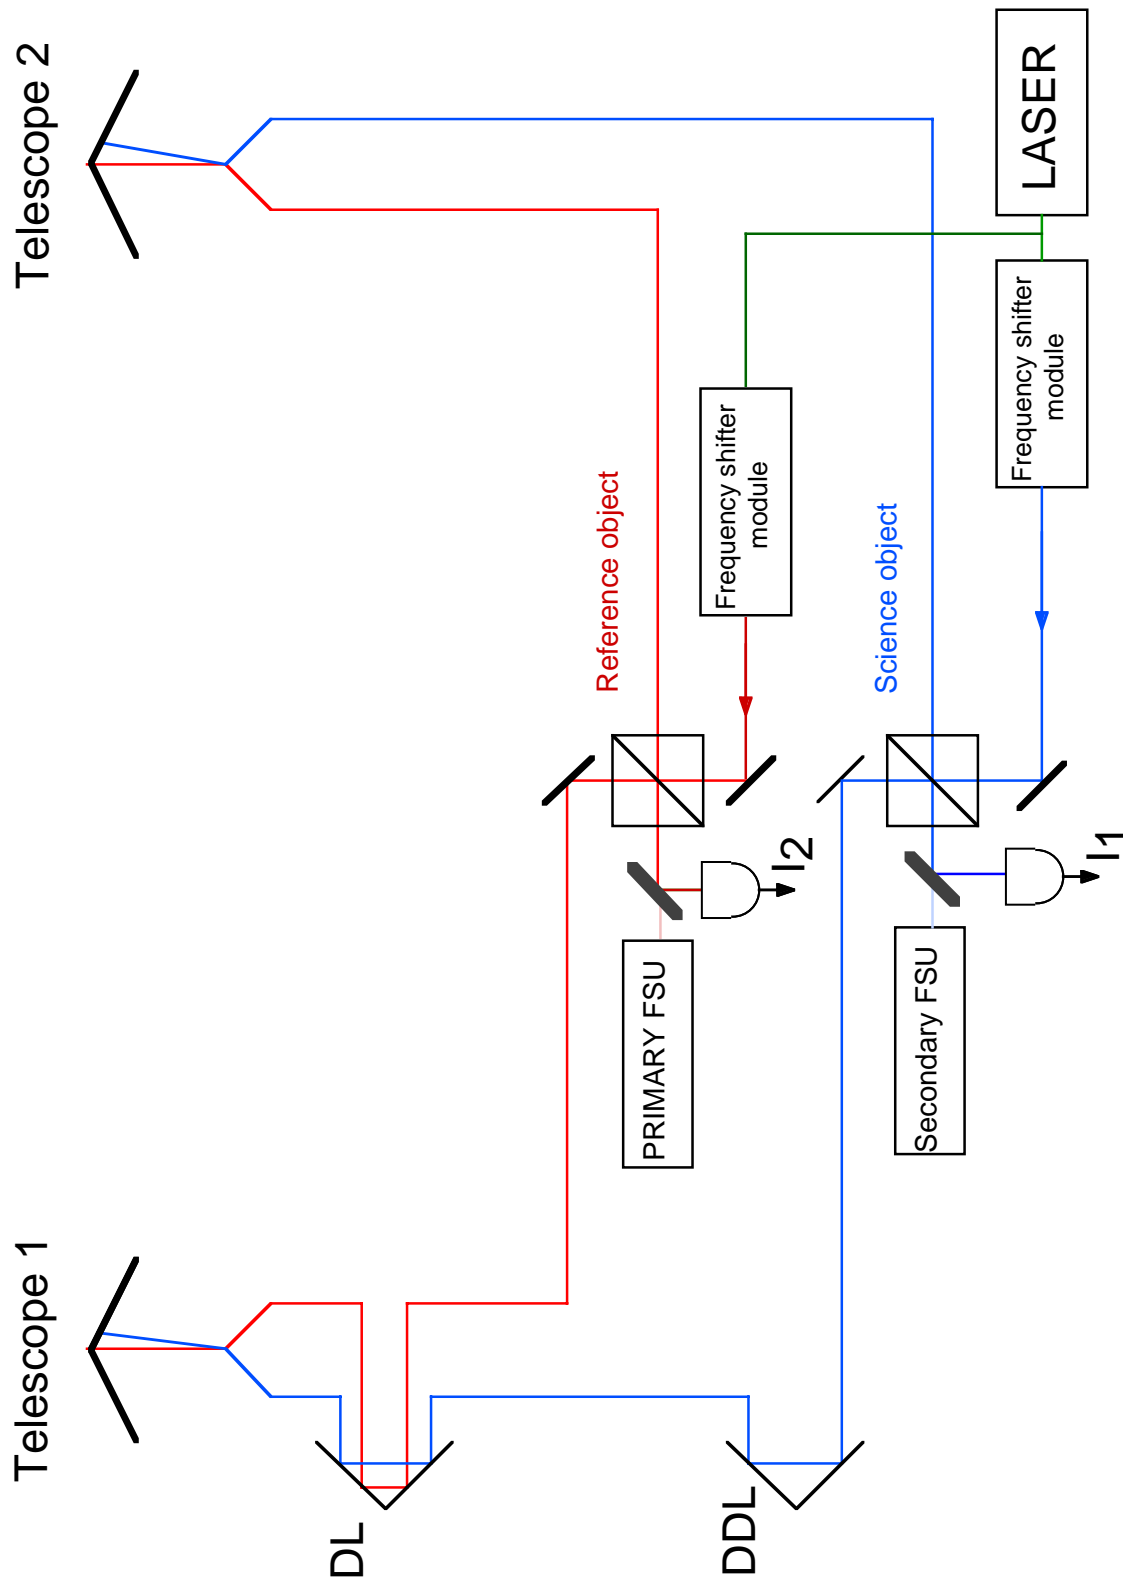 Telescope 1
Telescope 2
DL
DDL
Reference object
Science object
PRIMARY FSU
Secondary FSU
I2
I1
Frequency shifter
module
Frequency shifter
module
LASER